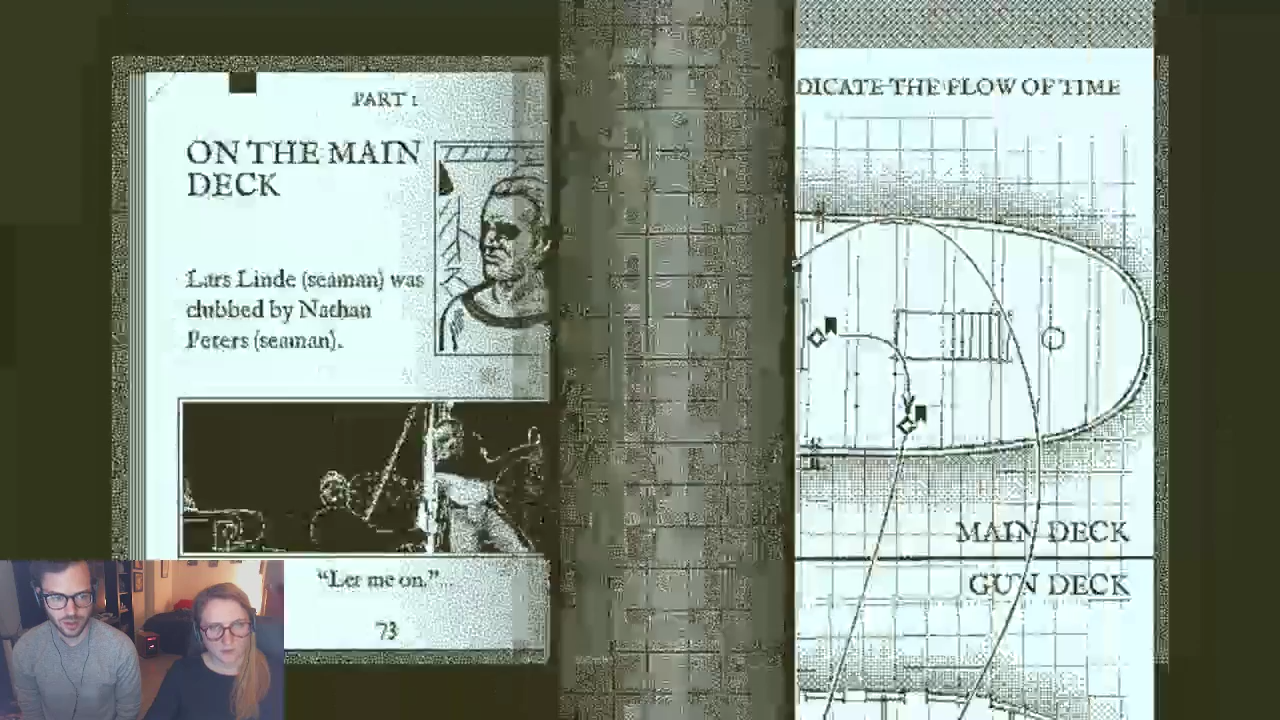 PART 1
ON THE MAIN
DECK
Lars Linde (seaman) was
clubbed by Nathan
Peters (seaman).
"Let me on."...
73
DICATE THE FLOW OF TIME
MAIN DECK
GUN DECK